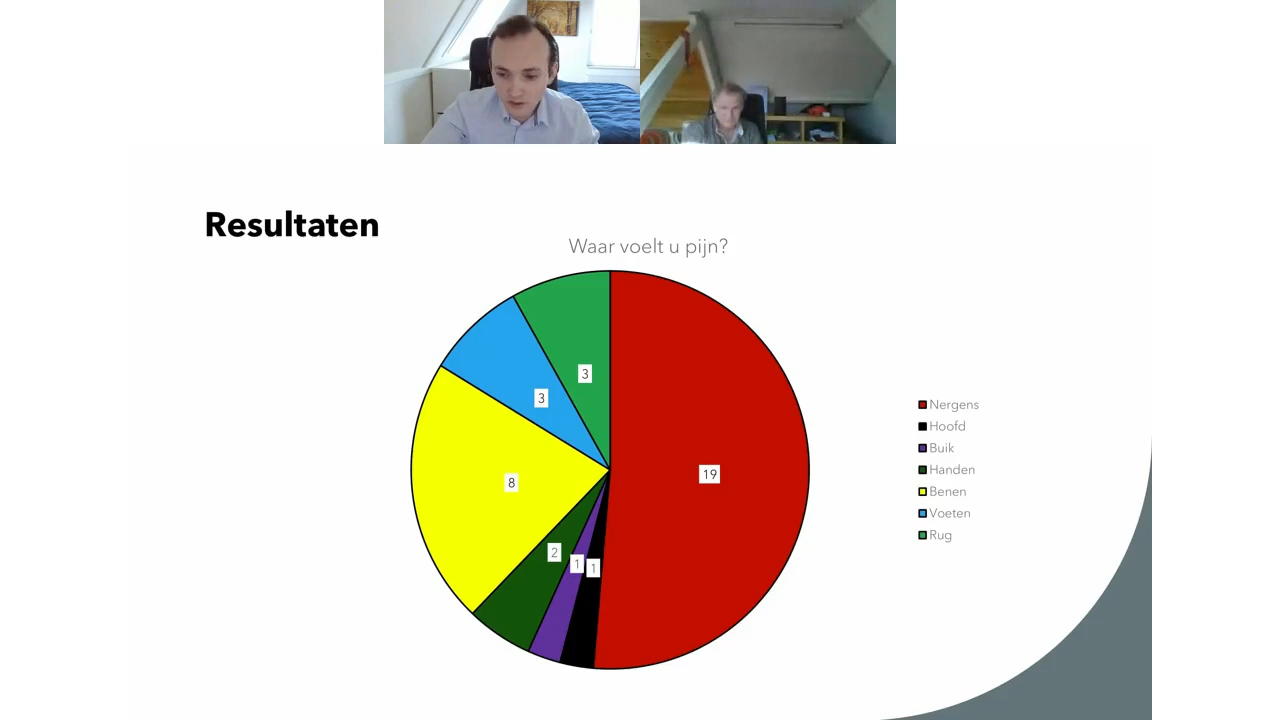 Resultaten
Waar voelt u pijn?
3
3
19
8
2
1
1
Nergens
Hoofd
Buik
Handen
Benen
Voeten
Rug